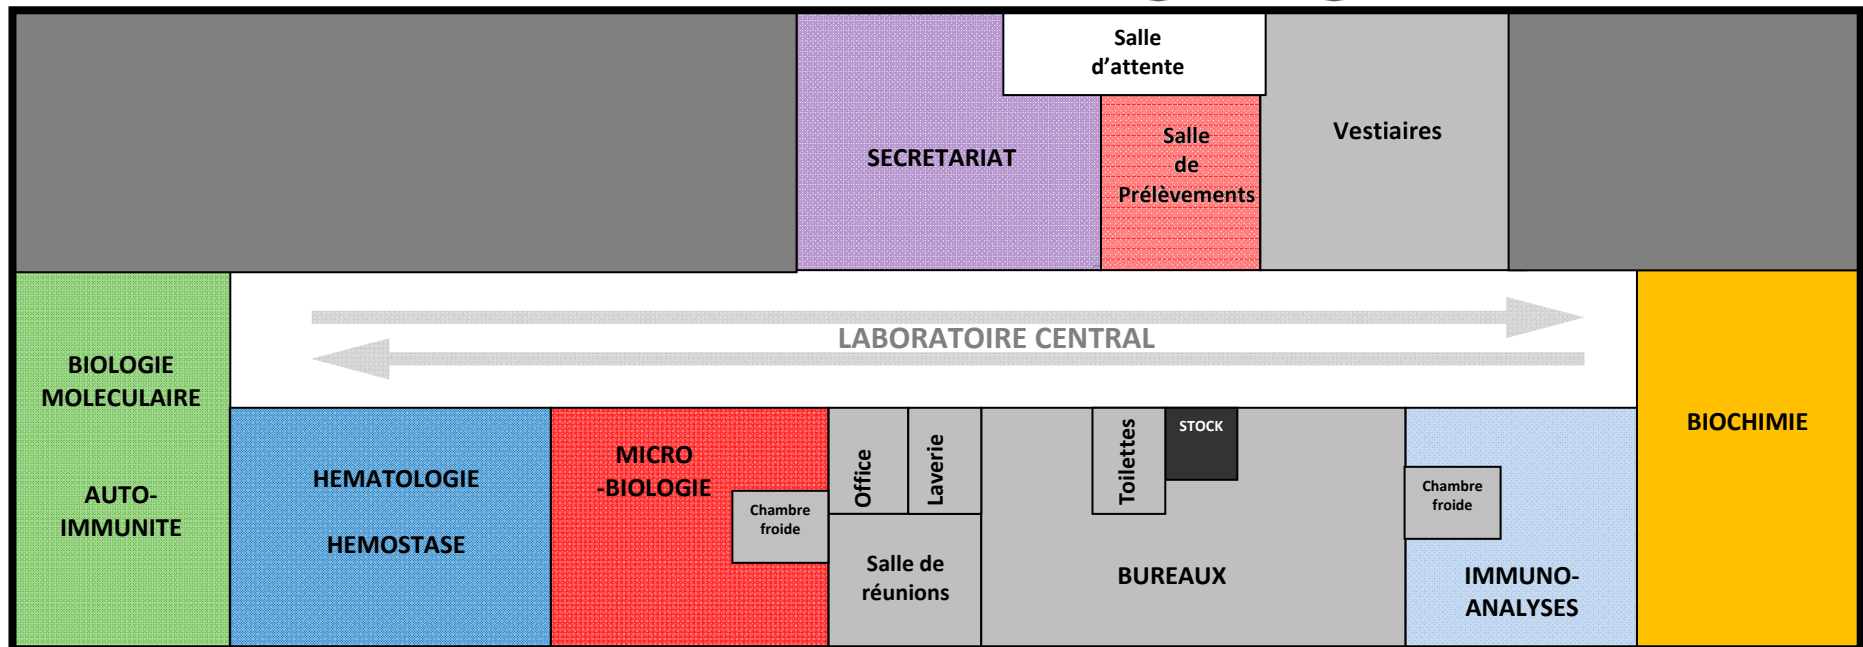 Salle
d’attente
SECRETARIAT
Salle
de
Prélèvements
Vestiaires
LABORATOIRE CENTRAL
BIOLOGIE
MOLECULAIRE
AUTO-
IMMUNITE
HEMATOLOGIE
HEMOSTASE
MICRO
-BIOLOGIE
Chambre
froide
Office
Laverie
Salle de
réunions
Toilettes
STOCK
BUREAUX
Chambre
froide
IMMUNO-
ANALYSES
BIOCHIMIE